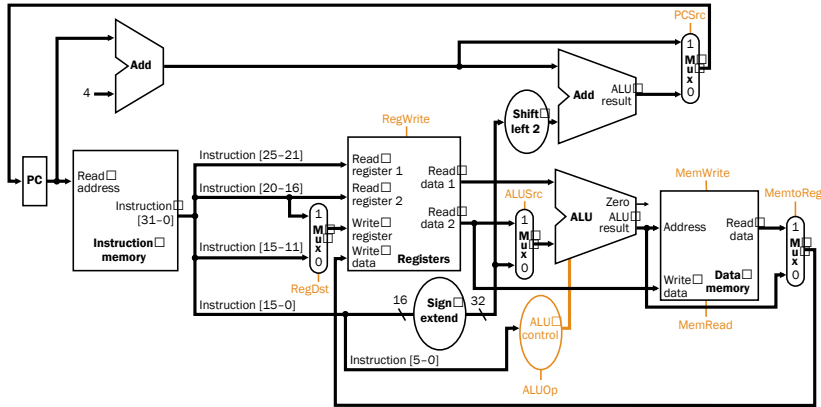 PCSrc
Add
4
1
M
u
x
0
Add
ALU
result
Shift
left 2
RegWrite
PC
Read
address
Instruction
[31–0]
Instruction
memory
Instruction [25–21]
Instruction [20–16]
Instruction [15–11]
Instruction [15–0]
1
M
u
x
0
RegDst
Read
register 1
Read
register 2
Write
register
Write
data
Read
data 1
Read
data 2
Registers
ALUSrc
1
M
u
x
0
Zero
ALU
ALU
result
MemWrite
Address
Read
data
Write
data
Data
memory
MemRead
MemtoReg
1
M
u
x
0
16
Sign
extend
32
ALU
control
Instruction [5–0]
ALUOp